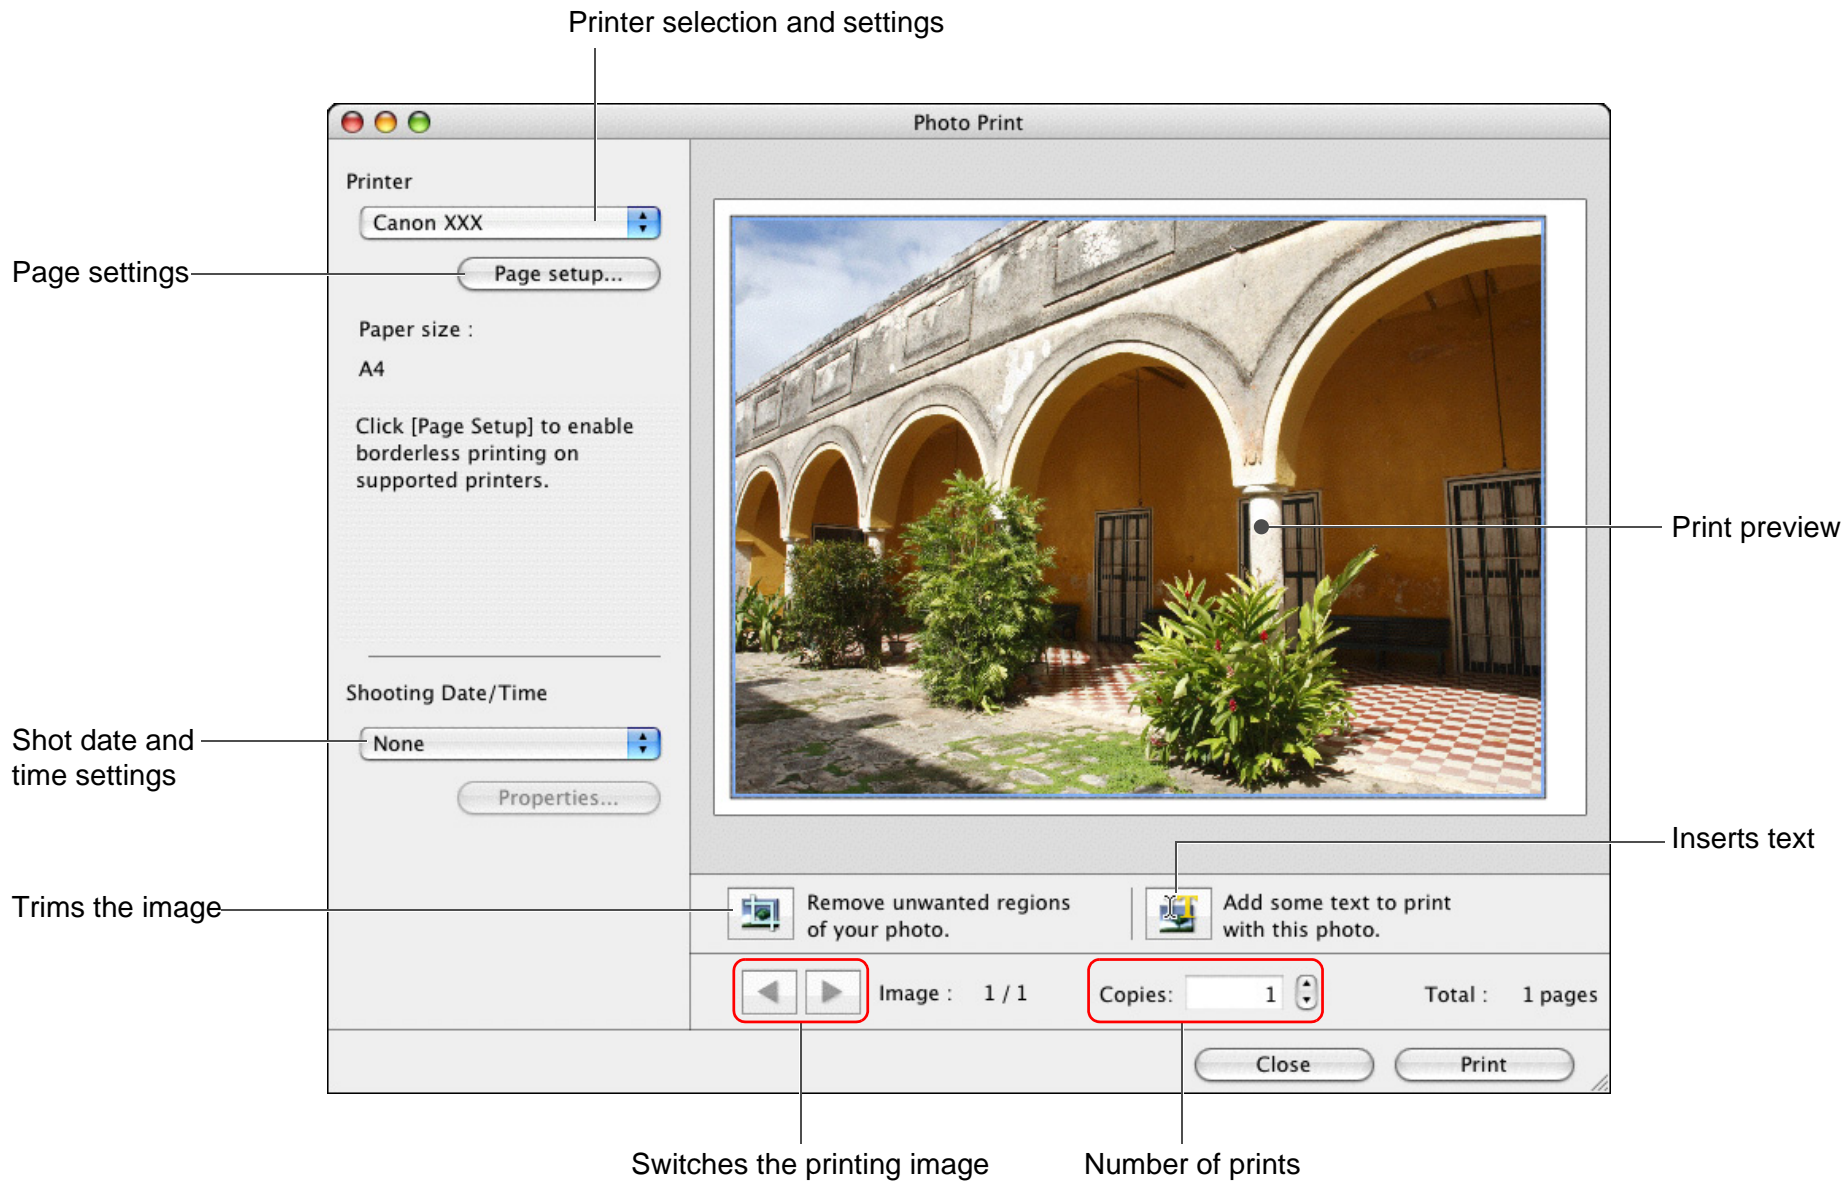 Printer selection and settings
Photo Print
Printer
Canon XXX
Page settings
Page setup...
Paper size :
A4
Click [Page Setup] to enable
borderless printing on
supported printers.
Print preview
Shooting Date/Time
Shot date and
time settings
None
Properties...
Inserts text
Trims the image
Remove unwanted regions
of your photo.
T
Add some text to print
with this photo.
Image : 1 / 1
Copies: 1
Total : 1 pages
Close
Print
Switches the printing image
Number of prints